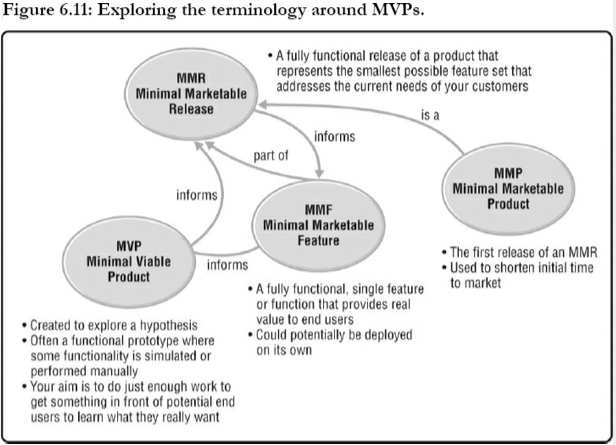 Figure 6.11: Exploring the terminology around MVPs.
MMR
Minimal Marketable
Release
• A fully functional release of a product that
represents the smallest possible feature set that
addresses the current needs of your customers
is a
informs
part of
MMP
Minimal Marketable
Product
informs
MMF
Minimal Marketable
Feature
MVP
Minimal Viable
Product
informs
• The first release of an MMR
• Used to shorten initial time
to market
• A fully functional, single feature
or function that provides real
value to end users
• Could potentially be deployed
on its own
• Created to explore a hypothesis
• Often a functional prototype where
some functionality is simulated or
performed manually
• Your aim is to do just enough work to
get something in front of potential end
users to learn what they really want